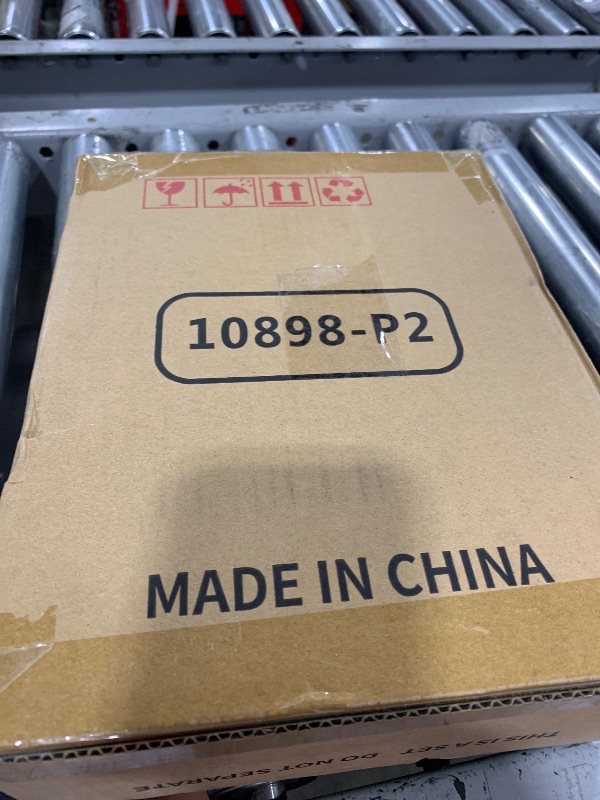 10898-P2
MADE IN CHINA
THIS IS A SET DO NOT SEPARATE